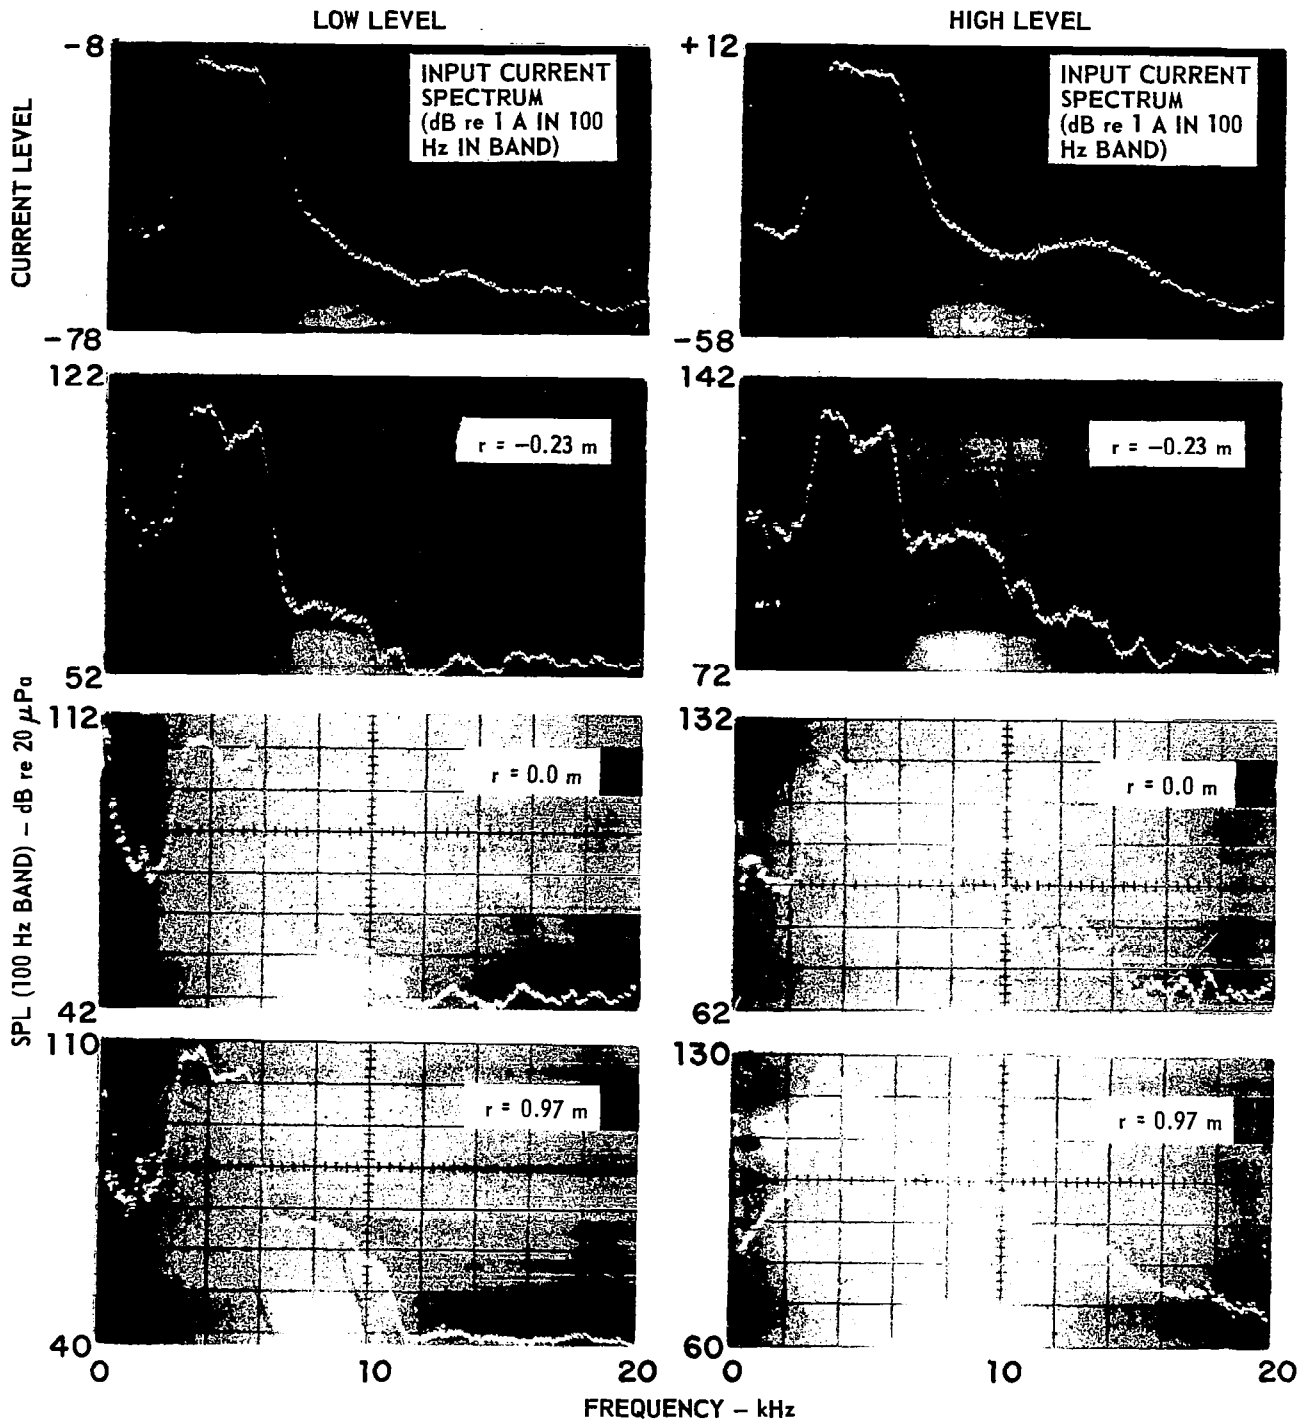 LOW LEVEL
HIGH LEVEL
-8
+12
INPUT CURRENT
SPECTRUM
(dB re 1 A IN 100
Hz IN BAND)
INPUT CURRENT
SPECTRUM
(dB re 1 A IN 100
Hz BAND)
CURRENT LEVEL
-78
-58
122
142
r = -0.23 m
r = -0.23 m
52
72
SPL (100 Hz BAND) – dB re 20 μPa
112
132
r = 0.0 m
r = 0.0 m
42
62
110
130
r = 0.97 m
r = 0.97 m
40
60
0
10
20
0
10
20
FREQUENCY – kHz